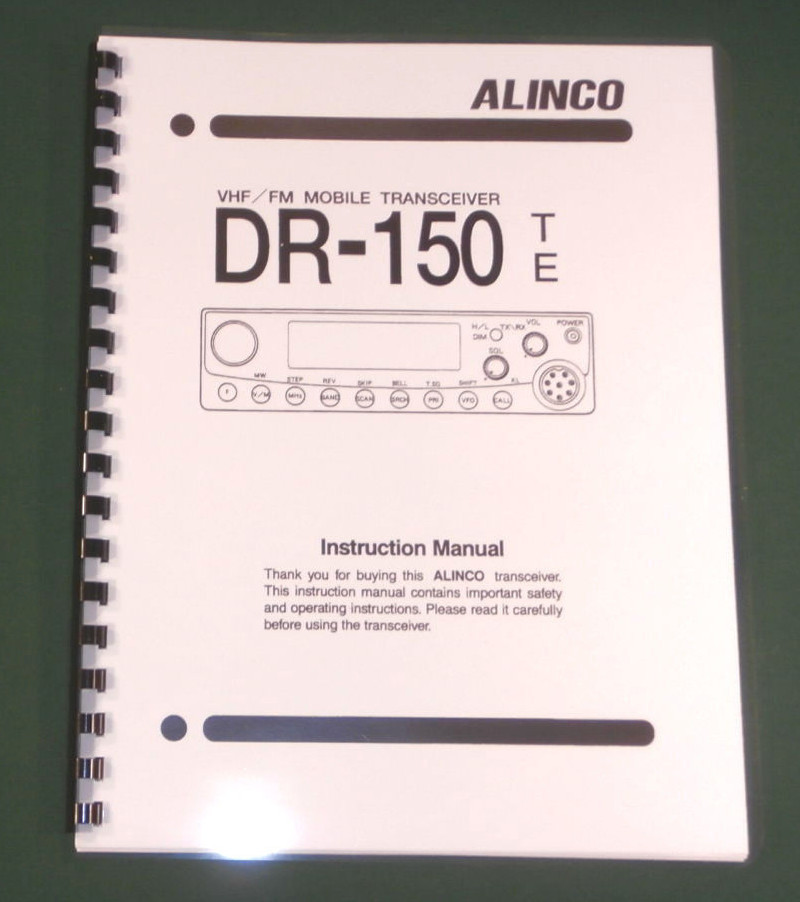 ALINCO
VHF/FM MOBILE TRANSCEIVER
DR-150 T
E
H/L TX\RX VOL POWER
DIM
SQL
MW STEP REV SKIP BELL T SQ SHIFT K.L
F V/M MHz BAND SCAN SRCH PRI VFO CALL
Instruction Manual
Thank you for buying this ALINCO transceiver.
This instruction manual contains important safety
and operating instructions. Please read it carefully
before using the transceiver.